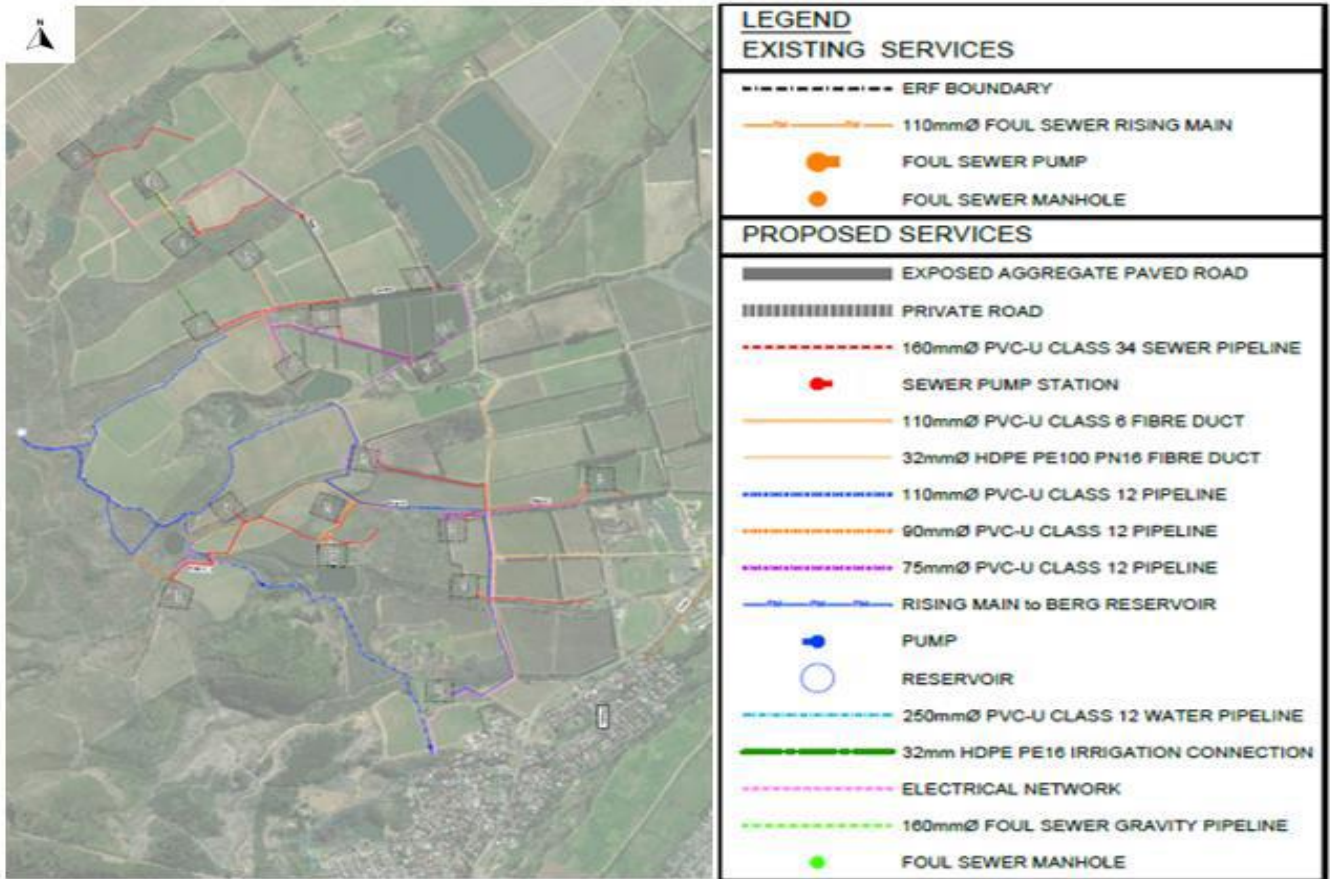 N
LEGEND
EXISTING SERVICES
ERF BOUNDARY
110mmØ FOUL SEWER RISING MAIN
FOUL SEWER PUMP
FOUL SEWER MANHOLE
PROPOSED SERVICES
EXPOSED AGGREGATE PAVED ROAD
PRIVATE ROAD
160mmØ PVC-U CLASS 34 SEWER PIPELINE
SEWER PUMP STATION
110mmØ PVC-U CLASS 6 FIBRE DUCT
32mmØ HDPE PE100 PN16 FIBRE DUCT
110mmØ PVC-U CLASS 12 PIPELINE
90mmØ PVC-U CLASS 12 PIPELINE
75mmØ PVC-U CLASS 12 PIPELINE
RISING MAIN to BERG RESERVOIR
PUMP
RESERVOIR
250mmØ PVC-U CLASS 12 WATER PIPELINE
32mm HDPE PE16 IRRIGATION CONNECTION
ELECTRICAL NETWORK
160mmØ FOUL SEWER GRAVITY PIPELINE
FOUL SEWER MANHOLE